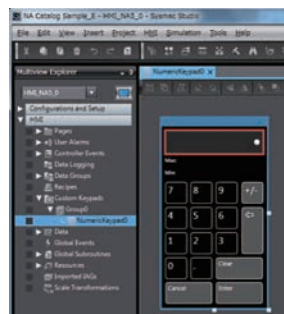 NA Catalog Sample_E - HMI_NA5_0 - Sysmac Studio
File Edit View Insert Project HMI Simulation Tools Help
Multiview Explorer
NumericKeypad0
HMI_NA5_0
Configurations and Setup
HMI
Pages
User Alarms
Controller Events
Data Logging
Data Groups
Recipes
Custom Keypads
Group0
NumericKeypad0
Data
Global Events
Global Subroutines
Resources
Imported IAGs
Scale Transformations
Max:
Min:
7 8 9 +/-
4 5 6 <=
1 2 3
0 . Clear
Cancel Enter